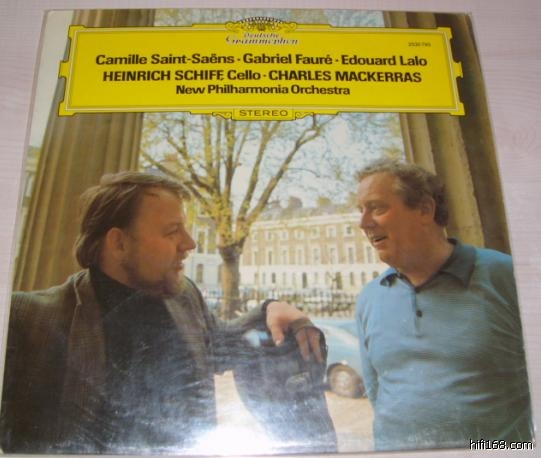 Deutsche
Grammophon
2530 793
Camille Saint-Saëns · Gabriel Fauré · Edouard Lalo
HEINRICH SCHIFF, Cello · CHARLES MACKERRAS
New Philharmonia Orchestra
STEREO
hifi168.com